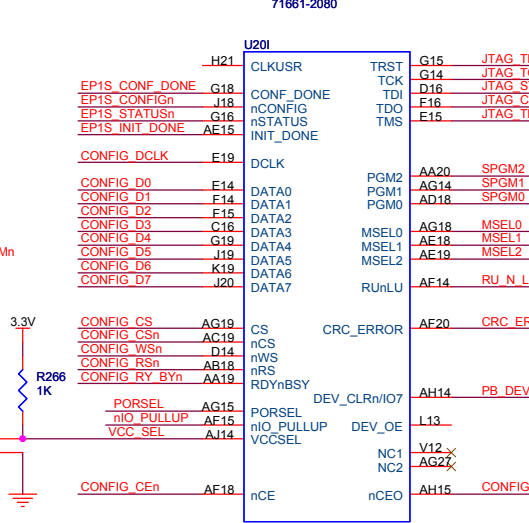 71661-2080
U20I
H21 CLKUSR TRST G15 JTAG_T
TCK G14 JTAG_T
EP1S_CONF_DONE G18 CONF_DONE TDI D16 JTAG_S
EP1S_CONFIGn J18 nCONFIG TDO F16 JTAG_C
EP1S_STATUSn G16 nSTATUS TMS E15 JTAG_T
EP1S_INIT_DONE AE15 INIT_DONE
CONFIG_DCLK E19 DCLK
PGM2 AA20 SPGM2
CONFIG_D0 E14 DATA0 PGM1 AG14 SPGM1
CONFIG_D1 F14 DATA1 PGM0 AD18 SPGM0
CONFIG_D2 F15 DATA2
CONFIG_D3 C16 DATA3 MSEL0 AG18 MSEL0
CONFIG_D4 G19 DATA4 MSEL1 AE18 MSEL1
CONFIG_D5 J19 DATA5 MSEL2 AE19 MSEL2
Mn
CONFIG_D6 K19 DATA6
CONFIG_D7 J20 DATA7 RUnLU AF14 RU_N_L
3.3V
CONFIG_CS AG19 CS CRC_ERROR AF20 CRC_ER
CONFIG_CSn AC19 nCS
CONFIG_WSn D14 nWS
CONFIG_RSn AB18 nRS
CONFIG_RY_BYn AA19 RDYnBSY
R266
1K
DEV_CLRn/IO7 AH14 PB_DEV
PORSEL AG15 PORSEL
nIO_PULLUP AF15 nIO_PULLUP DEV_OE L13
VCC_SEL AJ14 VCCSEL
NC1 V12
NC2 AG27
CONFIG_CEn AF18 nCE nCEO AH15 CONFIG